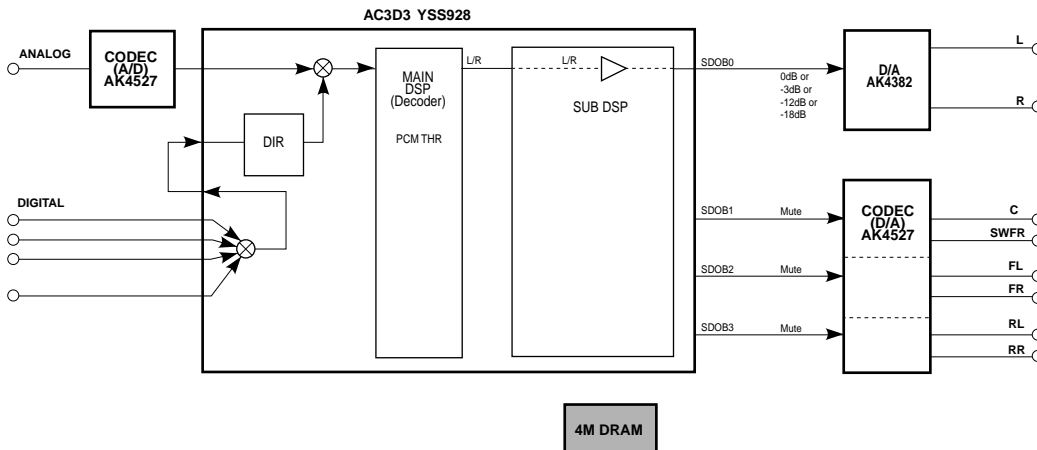 AC3D3 YSS928
ANALOG
CODEC
(A/D)
AK4527
MAIN
DSP
(Decoder)
PCM THR
L/R
L/R
SUB DSP
SDOB0
0dB or
-3dB or
-12dB or
-18dB
D/A
AK4382
L
R
DIR
DIGITAL
SDOB1
Mute
CODEC
(D/A)
AK4527
C
SWFR
SDOB2
Mute
FL
FR
SDOB3
Mute
RL
RR
4M DRAM